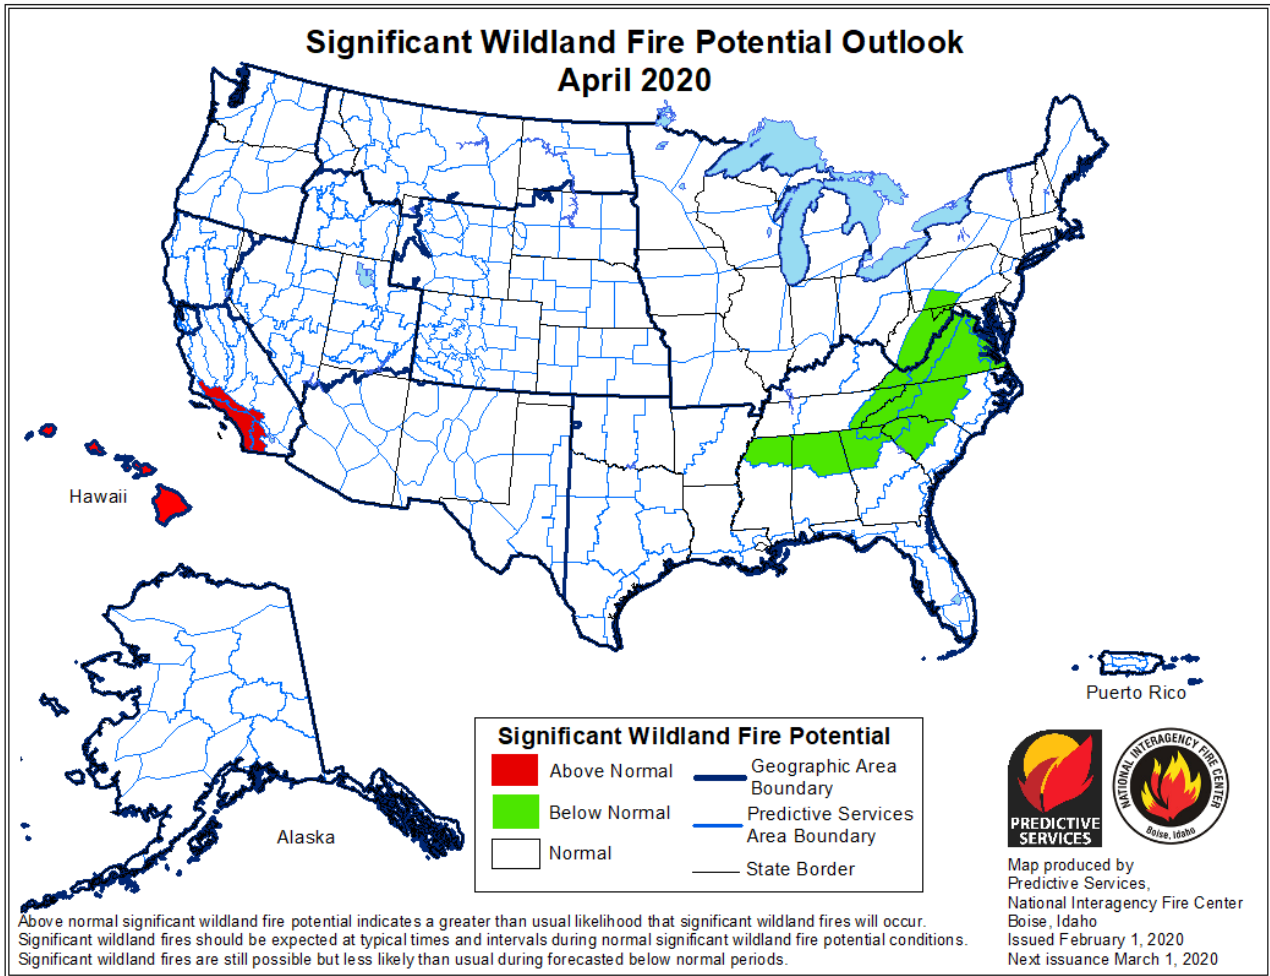 Significant Wildland Fire Potential Outlook
April 2020
Hawaii
Alaska
Puerto Rico
Significant Wildland Fire Potential
Above Normal
Below Normal
Normal
Geographic Area
Boundary
Predictive Services
Area Boundary
State Border
PREDICTIVE
SERVICES
NATIONAL INTERAGENCY FIRE CENTER
Boise, Idaho
Map produced by
Predictive Services,
National Interagency Fire Center
Boise, Idaho
Issued February 1, 2020
Next issuance March 1, 2020
Above normal significant wildland fire potential indicates a greater than usual likelihood that significant wildland fires will occur.
Significant wildland fires should be expected at typical times and intervals during normal significant wildland fire potential conditions.
Significant wildland fires are still possible but less likely than usual during forecasted below normal periods.